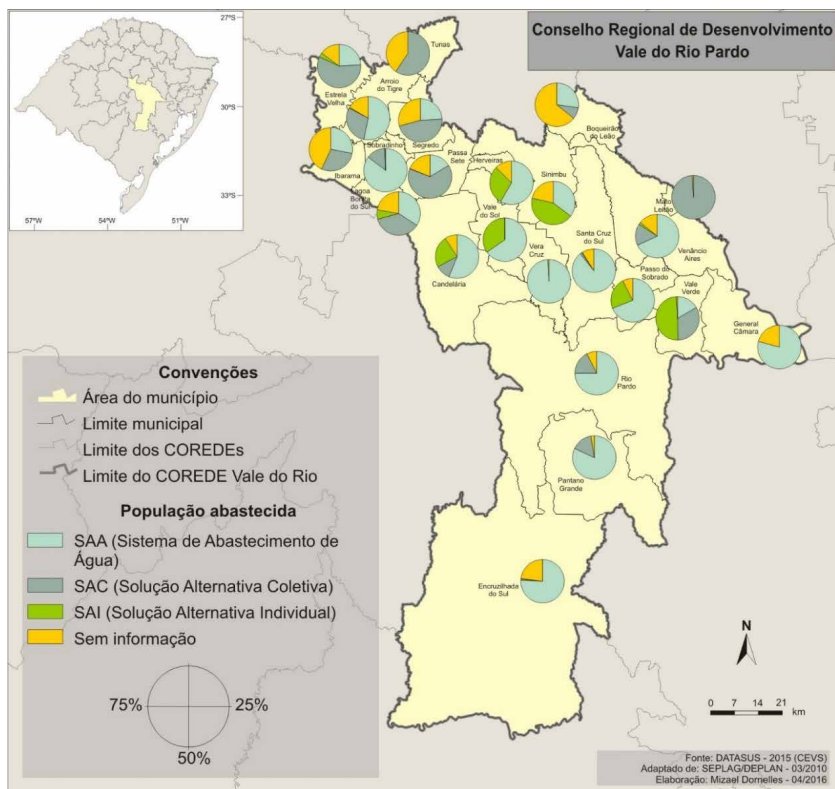 Conselho Regional de Desenvolvimento
Vale do Rio Pardo
27°S
30°S
33°S
57°W
54°W
51°W
Tunas
Arroio
do Tigre
Estrela
Velha
Sobradinho
Segredo
Passa
Sete
Ibarama
Lagoa
Bonita
do Sul
Herveiras
Boqueirão
do Leão
Sinimbu
Vale
do Sol
Santa Cruz
do Sul
Mato
Leitão
Venâncio
Aires
Vera
Cruz
Candelária
Passo do
Sobrado
Vale
Verde
General
Câmara
Rio
Pardo
Pantano
Grande
Encruzilhada
do Sul
Convenções
Área do município
Limite municipal
Limite dos COREDEs
Limite do COREDE Vale do Rio
População abastecida
SAA (Sistema de Abastecimento de
Água)
SAC (Solução Alternativa Coletiva)
SAI (Solução Alternativa Individual)
Sem informação
75%
25%
50%
N
0 7 14 21
km
Fonte: DATASUS - 2015 (CEVS)
Adaptado de: SEPLAG/DEPLAN - 03/2010
Elaboração: Mizael Dornelles - 04/2016